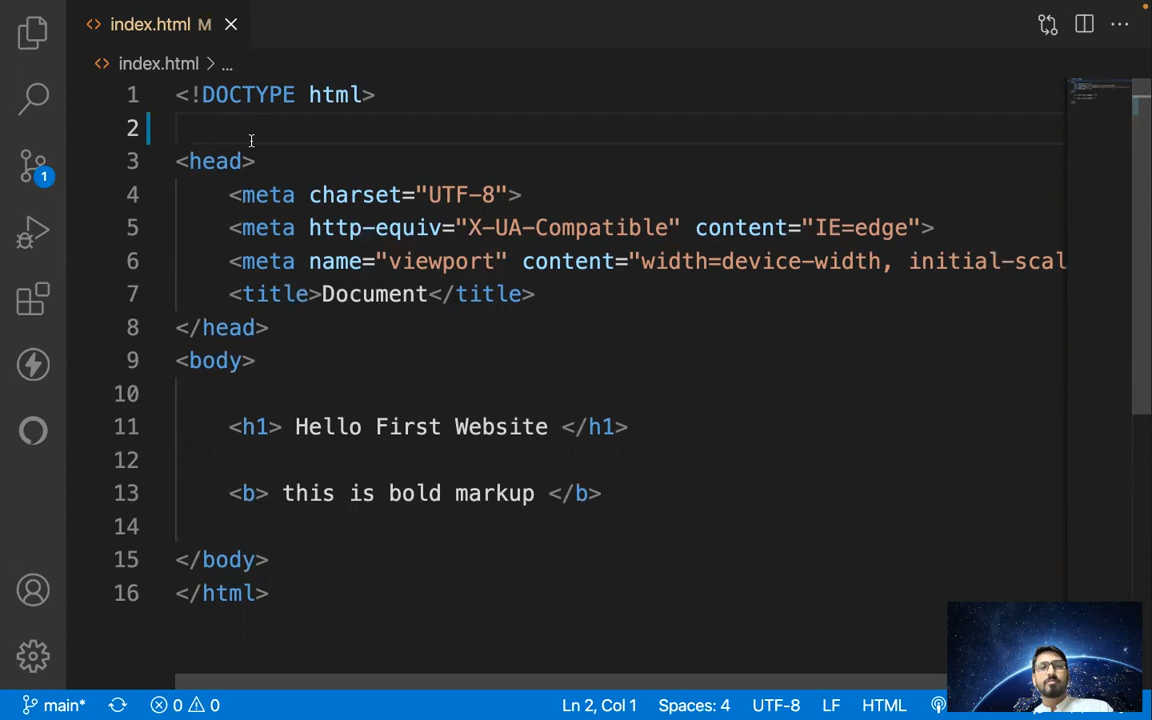 index.html M
index.html > ...
1 <!DOCTYPE html>
2
3 <head>
4 <meta charset="UTF-8">
5 <meta http-equiv="X-UA-Compatible" content="IE=edge">
6 <meta name="viewport" content="width=device-width, initial-scal
7 <title>Document</title>
8 </head>
9 <body>
10
11 <h1> Hello First Website </h1>
12
13 <b> this is bold markup </b>
14
15 </body>
16 </html>
1
main* 0 0 Ln 2, Col 1 Spaces: 4 UTF-8 LF HTML